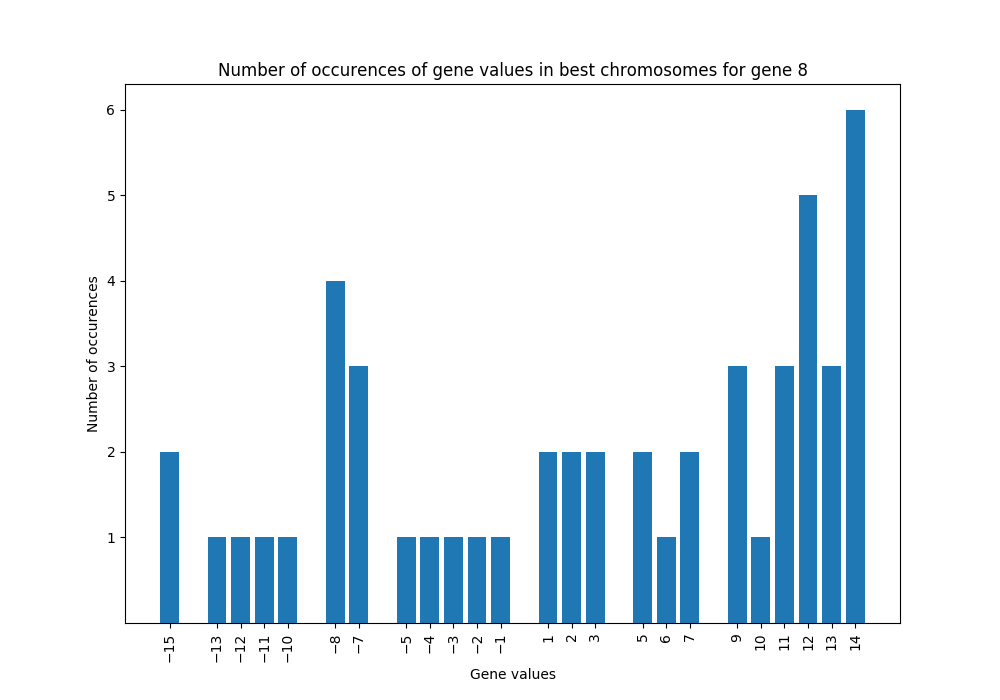 Number of occurences of gene values in best chromosomes for gene 8
6
5
4
3
2
1
Number of occurences
−15 −13 −12 −11 −10 −8 −7 −5 −4 −3 −2 −1 1 2 3 5 6 7 9 10 11 12 13 14
Gene values